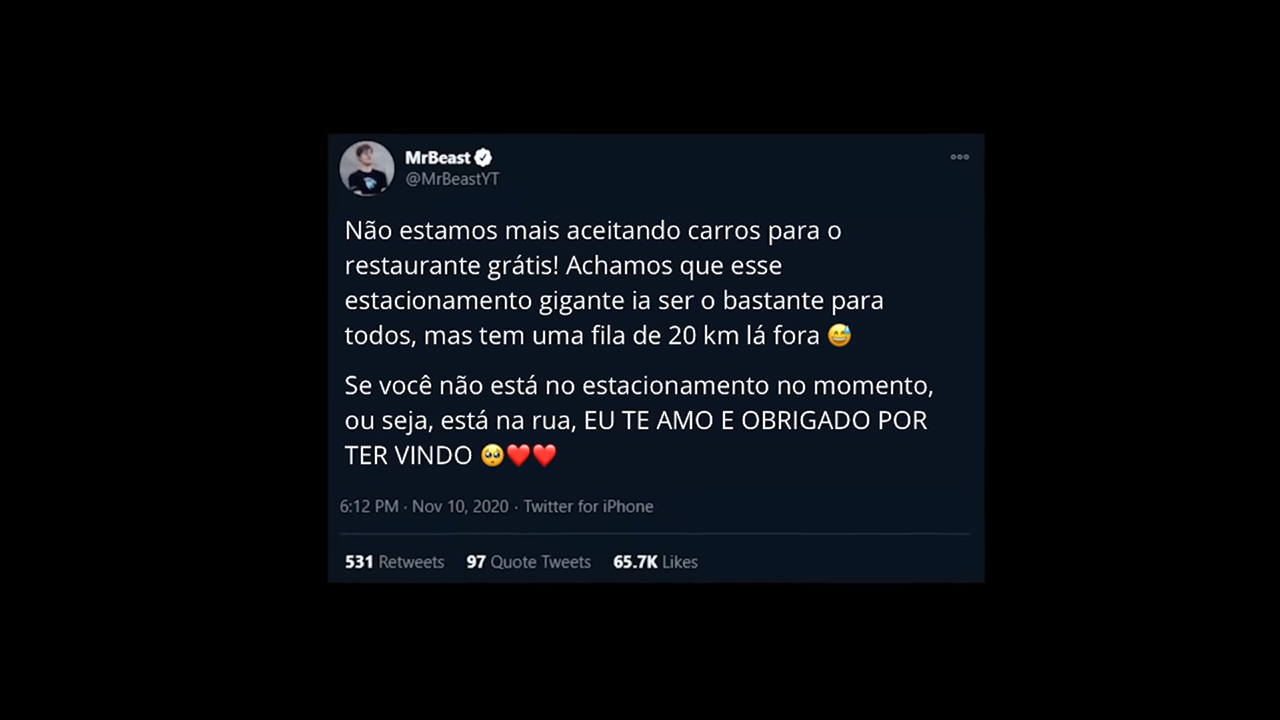 MrBeast
@MrBeastYT
Não estamos mais aceitando carros para o
restaurante grátis! Achamos que esse
estacionamento gigante ia ser o bastante para
todos, mas tem uma fila de 20 km lá fora 😅
Se você não está no estacionamento no momento,
ou seja, está na rua, EU TE AMO E OBRIGADO POR
TER VINDO 🥺❤️❤️
6:12 PM · Nov 10, 2020 · Twitter for iPhone
531 Retweets 97 Quote Tweets 65.7K Likes